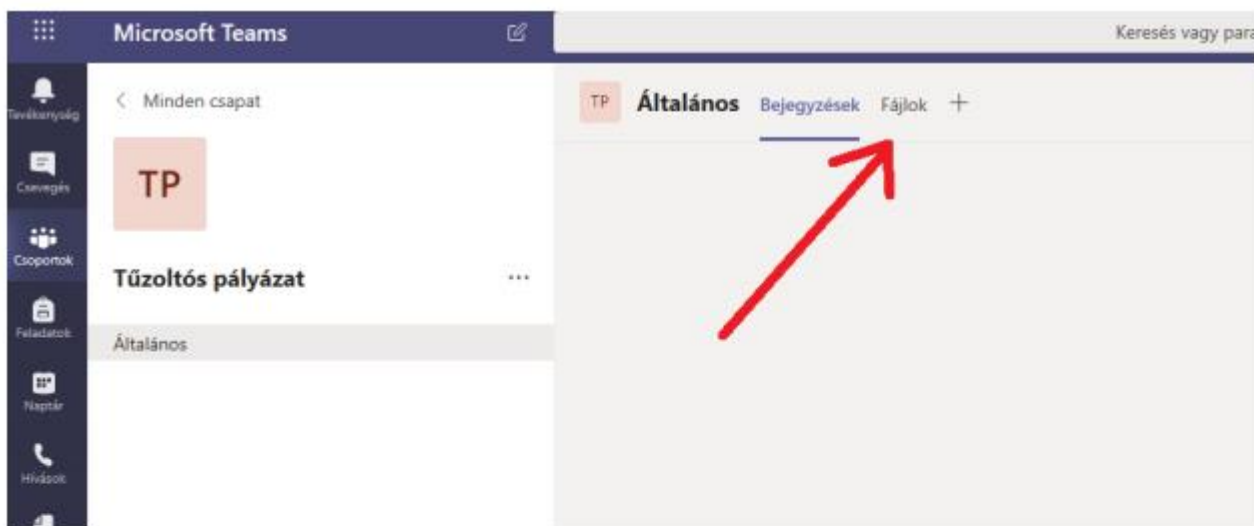 Microsoft Teams
Keresés vagy para
Tevékenység
Minden csapat
TP Általános Bejegyzések Fájlok +
Csevegés
TP
Csoportok
Tűzoltós pályázat ...
Feladatok
Általános
Naptár
Hívások